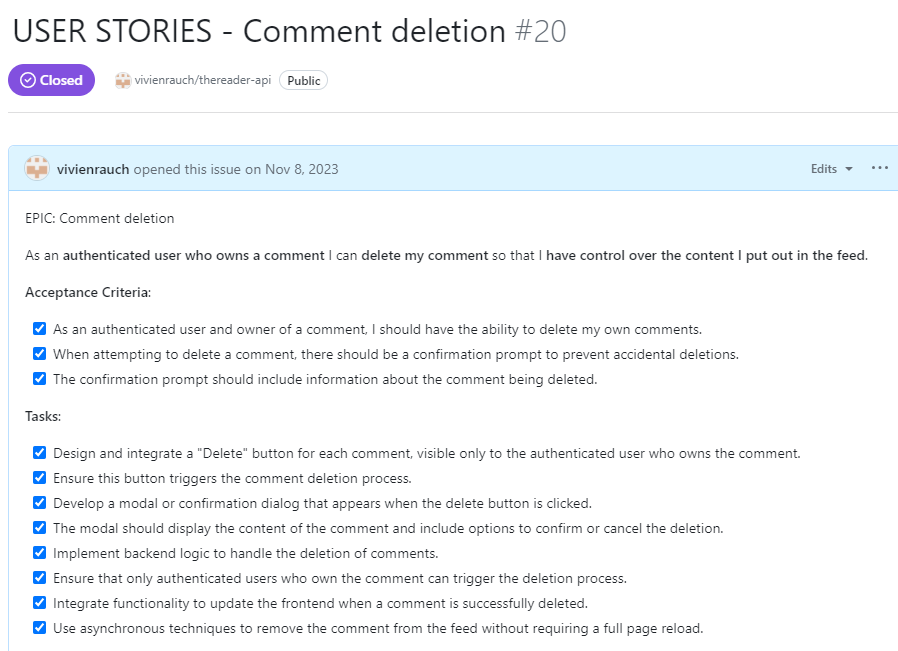 USER STORIES - Comment deletion #20
Closed vivienrauch/thereader-api Public
vivienrauch opened this issue on Nov 8, 2023 Edits ...
EPIC: Comment deletion
As an authenticated user who owns a comment I can delete my comment so that I have control over the content I put out in the feed.
Acceptance Criteria:
As an authenticated user and owner of a comment, I should have the ability to delete my own comments.
When attempting to delete a comment, there should be a confirmation prompt to prevent accidental deletions.
The confirmation prompt should include information about the comment being deleted.
Tasks:
Design and integrate a "Delete" button for each comment, visible only to the authenticated user who owns the comment.
Ensure this button triggers the comment deletion process.
Develop a modal or confirmation dialog that appears when the delete button is clicked.
The modal should display the content of the comment and include options to confirm or cancel the deletion.
Implement backend logic to handle the deletion of comments.
Ensure that only authenticated users who own the comment can trigger the deletion process.
Integrate functionality to update the frontend when a comment is successfully deleted.
Use asynchronous techniques to remove the comment from the feed without requiring a full page reload.